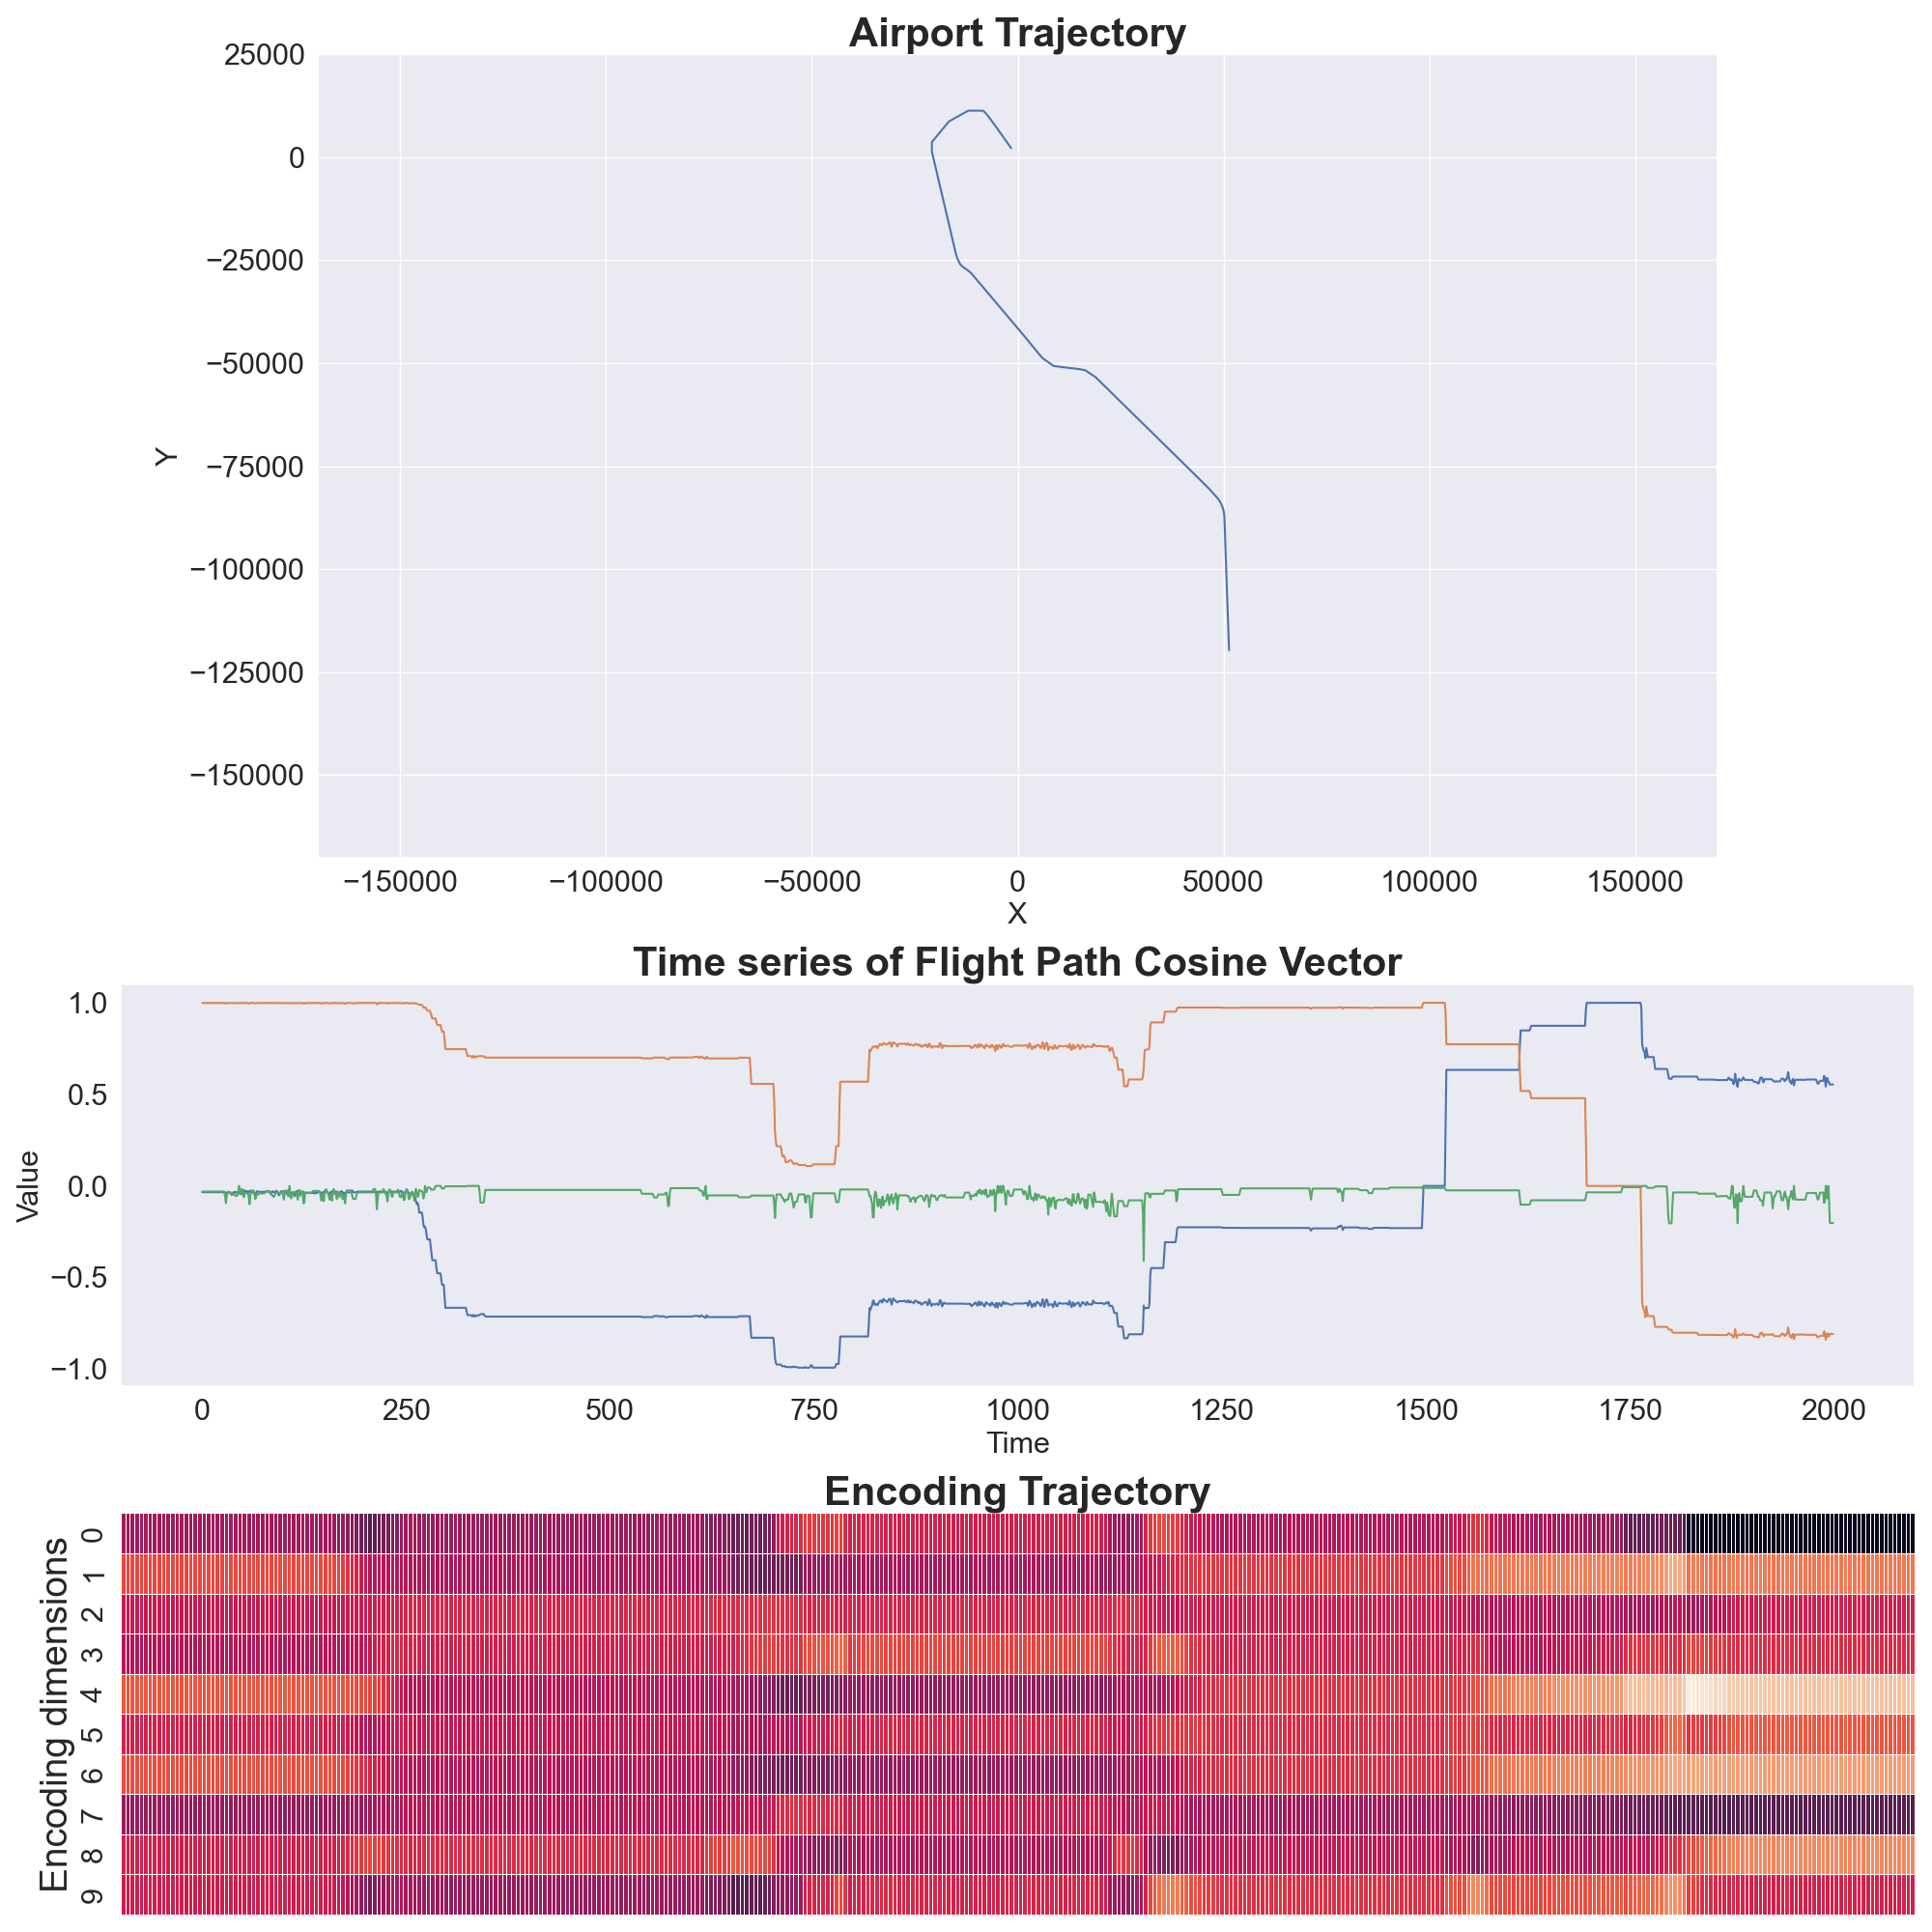 Airport Trajectory
25000
0
−25000
−50000
−75000
−100000
−125000
−150000
Y
−150000 −100000 −50000 0 50000 100000 150000
X
Time series of Flight Path Cosine Vector
1.0
0.5
0.0
−0.5
−1.0
Value
0 250 500 750 1000 1250 1500 1750 2000
Time
Encoding Trajectory
Encoding dimensions
0
1
2
3
4
5
6
7
8
9